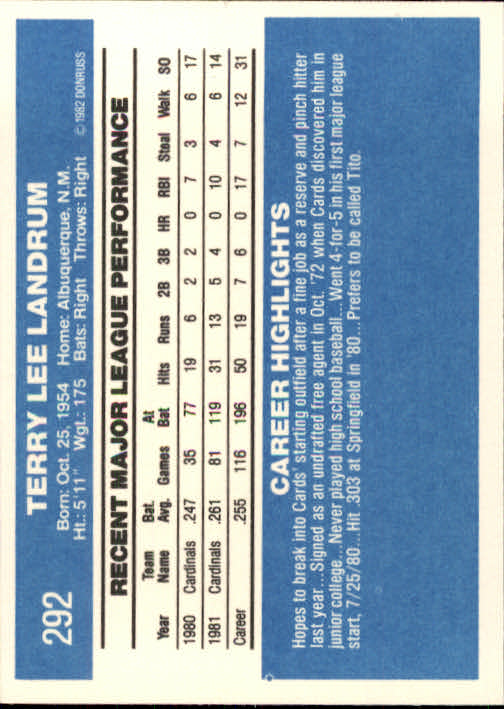 292
TERRY LEE LANDRUM
Born: Oct. 25, 1954 Home: Albuquerque, N.M.
Ht.: 5'11" Wgt.: 175 Bats: Right Throws: Right © 1982 DONRUSS
RECENT MAJOR LEAGUE PERFORMANCE
Year Team Name Bat. Avg. Games At Bat Hits Runs 2B 3B HR RBI Steal Walk SO
1980 Cardinals .247 35 77 19 6 2 2 0 7 3 6 17
1981 Cardinals .261 81 119 31 13 5 4 0 10 4 6 14
Career .255 116 196 50 19 7 6 0 17 7 12 31
CAREER HIGHLIGHTS
Hopes to break into Cards' starting outfield after a fine job as a reserve and pinch hitter
last year...Signed as an undrafted free agent in Oct. '72 when Cards discovered him in
junior college...Never played high school baseball...Went 4-for-5 in his first major league
start, 7/25/80...Hit .303 at Springfield in '80...Prefers to be called Tito.